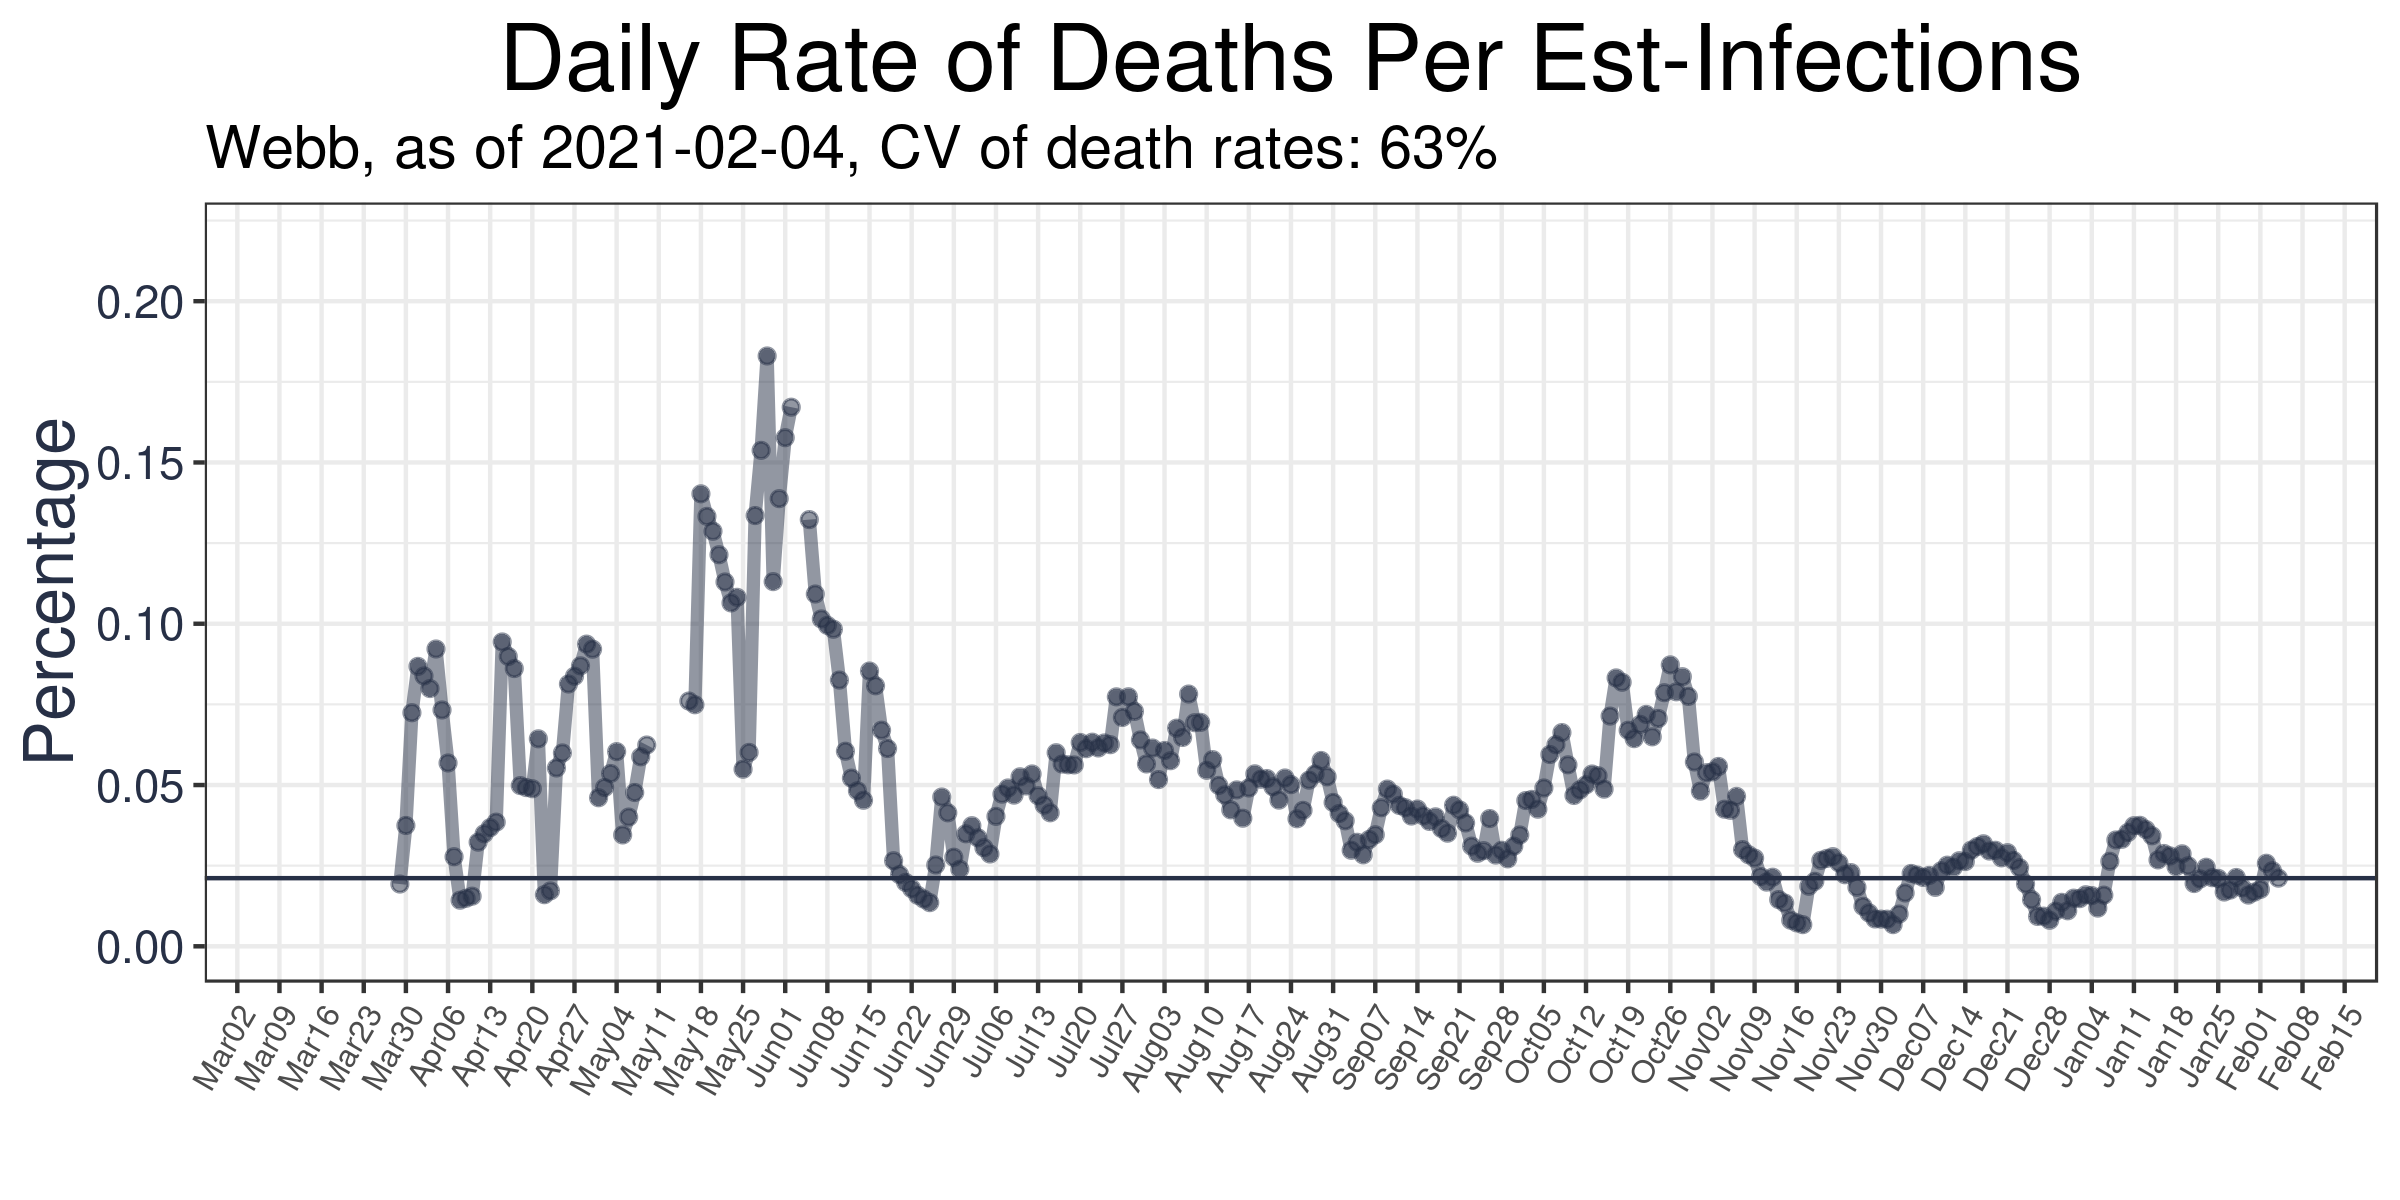 Daily Rate of Deaths Per Est-Infections
Webb, as of 2021-02-04, CV of death rates: 63%
Percentage
0.20
0.15
0.10
0.05
0.00
Mar02
Mar09
Mar16
Mar23
Mar30
Apr06
Apr13
Apr20
Apr27
May04
May11
May18
May25
Jun01
Jun08
Jun15
Jun22
Jun29
Jul06
Jul13
Jul20
Jul27
Aug03
Aug10
Aug17
Aug24
Aug31
Sep07
Sep14
Sep21
Sep28
Oct05
Oct12
Oct19
Oct26
Nov02
Nov09
Nov16
Nov23
Nov30
Dec07
Dec14
Dec21
Dec28
Jan04
Jan11
Jan18
Jan25
Feb01
Feb08
Feb15